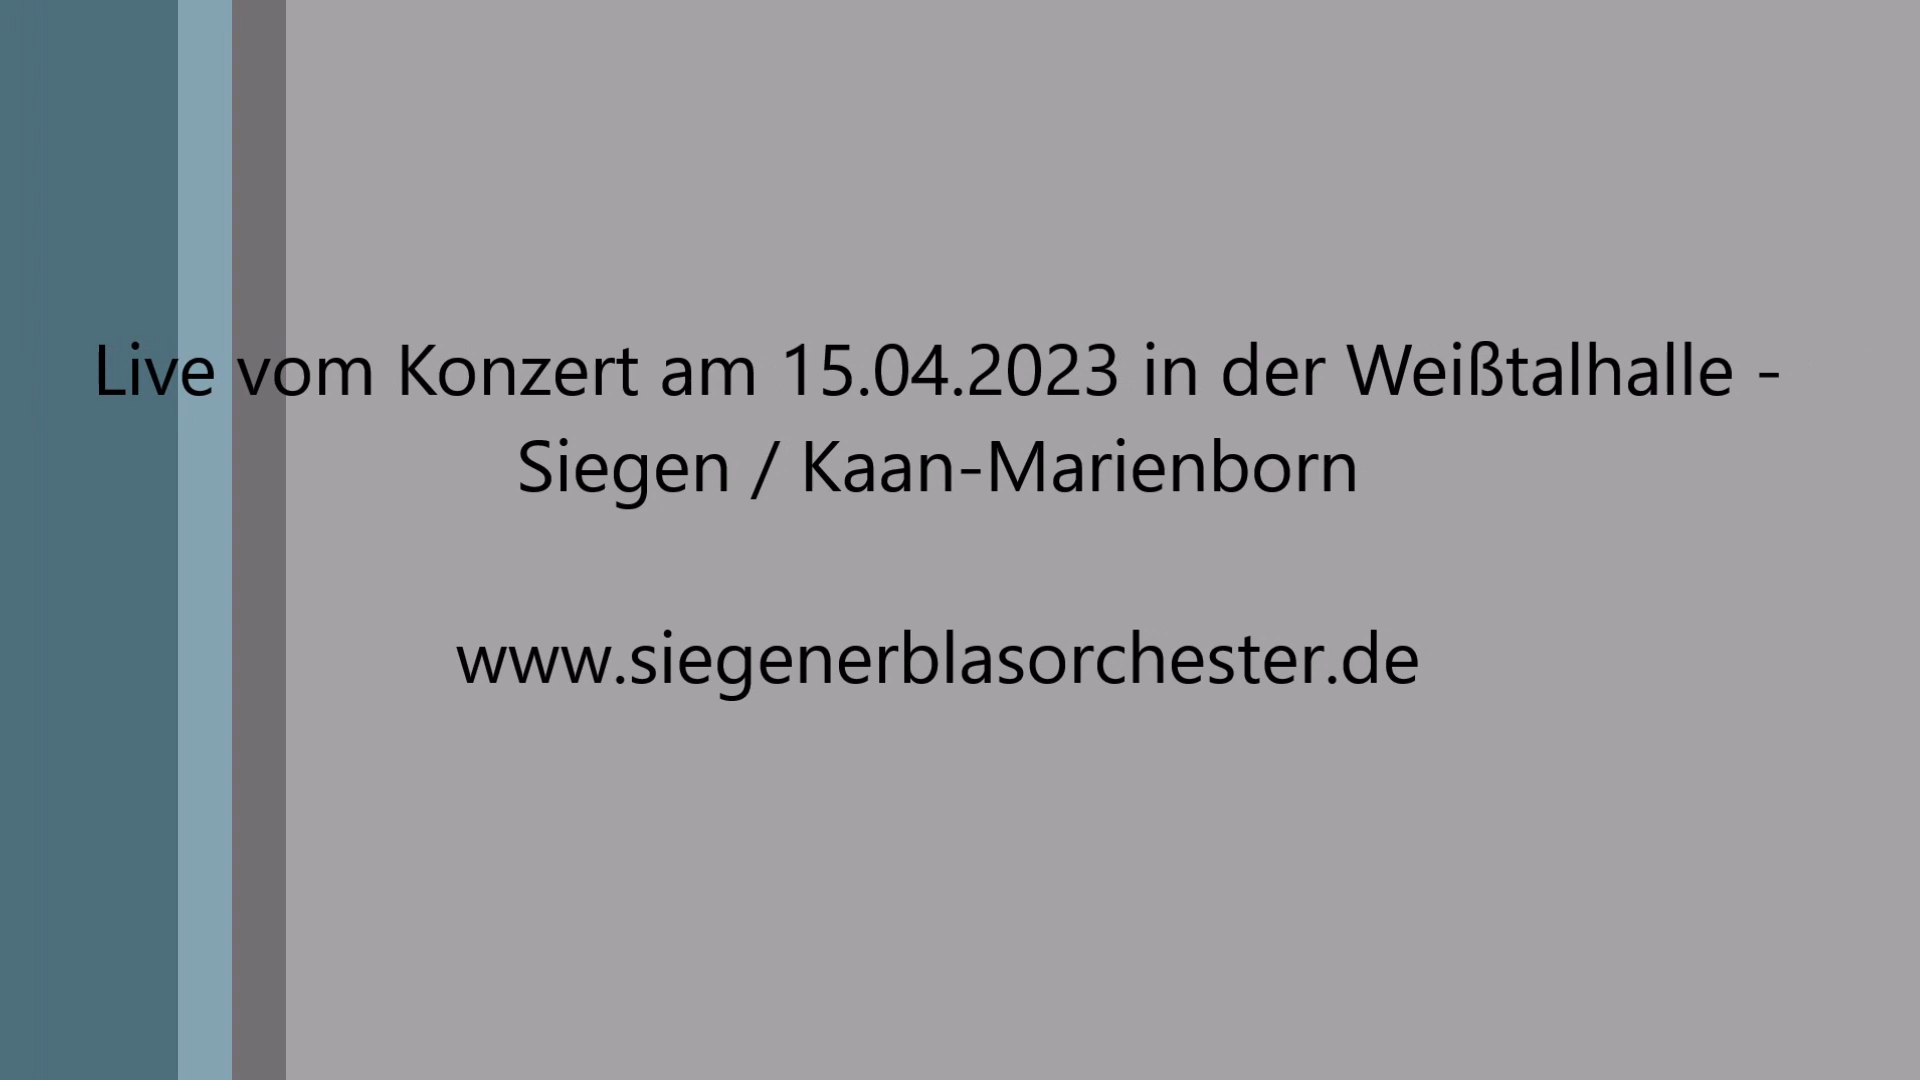 Live vom Konzert am 15.04.2023 in der Weißtalhalle -
Siegen / Kaan-Marienborn
www.siegenerblasorchester.de